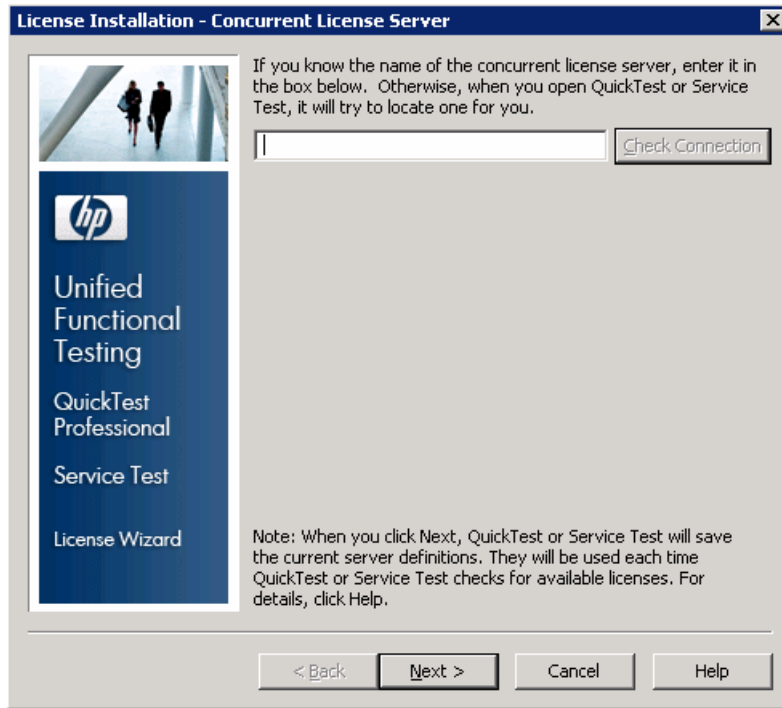 License Installation - Concurrent License Server
If you know the name of the concurrent license server, enter it in
the box below. Otherwise, when you open QuickTest or Service
Test, it will try to locate one for you.
Check Connection
hp
Unified
Functional
Testing
QuickTest
Professional
Service Test
License Wizard
Note: When you click Next, QuickTest or Service Test will save
the current server definitions. They will be used each time
QuickTest or Service Test checks for available licenses. For
details, click Help.
< Back
Next >
Cancel
Help